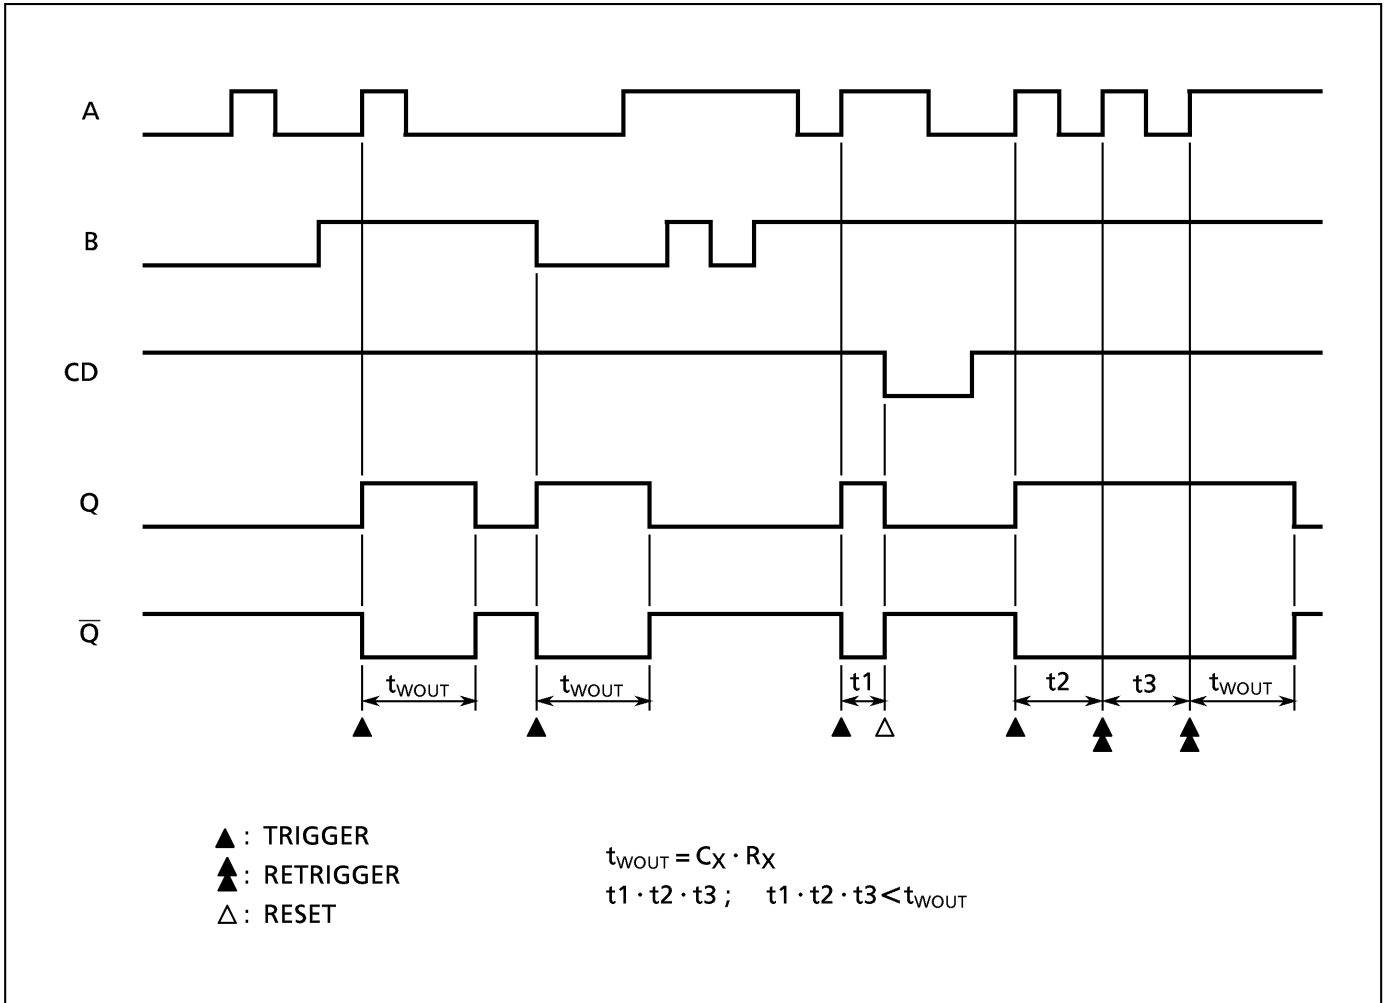 A
B
CD
Q
Q̅
tWOUT tWOUT t1 t2 t3 tWOUT
▲ : TRIGGER
: RETRIGGER
△ : RESET
tWOUT = CX · RX
t1 · t2 · t3 ; t1 · t2 · t3 < tWOUT